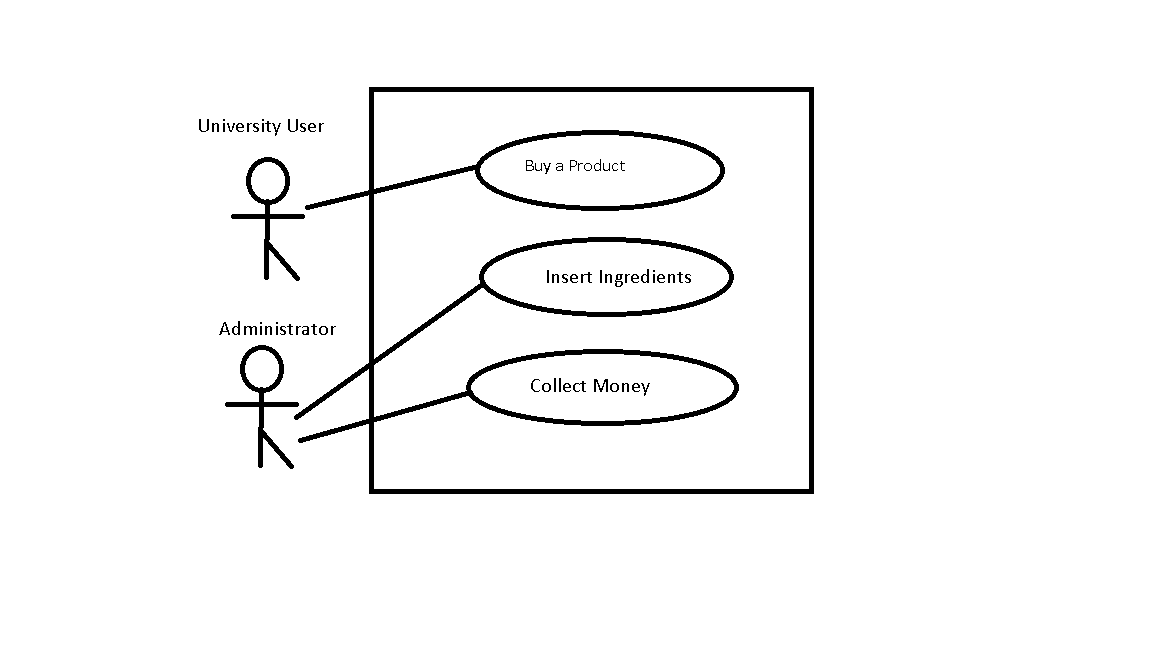 University User
Buy a Product
Insert Ingredients
Administrator
Collect Money